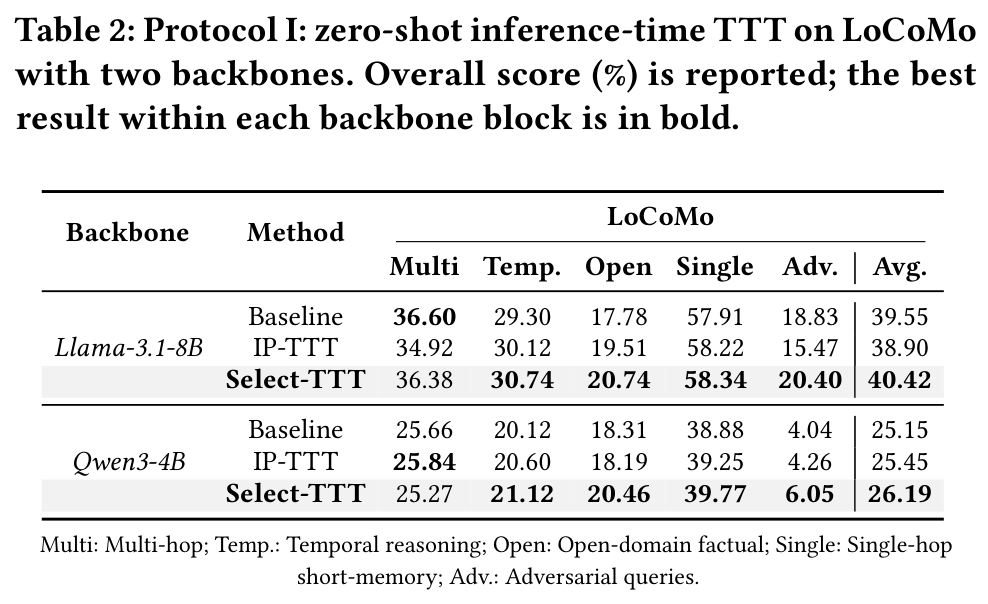 Table 2: Protocol I: zero-shot inference-time TTT on LoCoMo
with two backbones. Overall score (%) is reported; the best
result within each backbone block is in bold.
Backbone Method LoCoMo
Multi Temp. Open Single Adv. Avg.
Baseline 36.60 29.30 17.78 57.91 18.83 39.55
Llama-3.1-8B IP-TTT 34.92 30.12 19.51 58.22 15.47 38.90
Select-TTT 36.38 30.74 20.74 58.34 20.40 40.42
Baseline 25.66 20.12 18.31 38.88 4.04 25.15
Qwen3-4B IP-TTT 25.84 20.60 18.19 39.25 4.26 25.45
Select-TTT 25.27 21.12 20.46 39.77 6.05 26.19
Multi: Multi-hop; Temp.: Temporal reasoning; Open: Open-domain factual; Single: Single-hop
short-memory; Adv.: Adversarial queries.